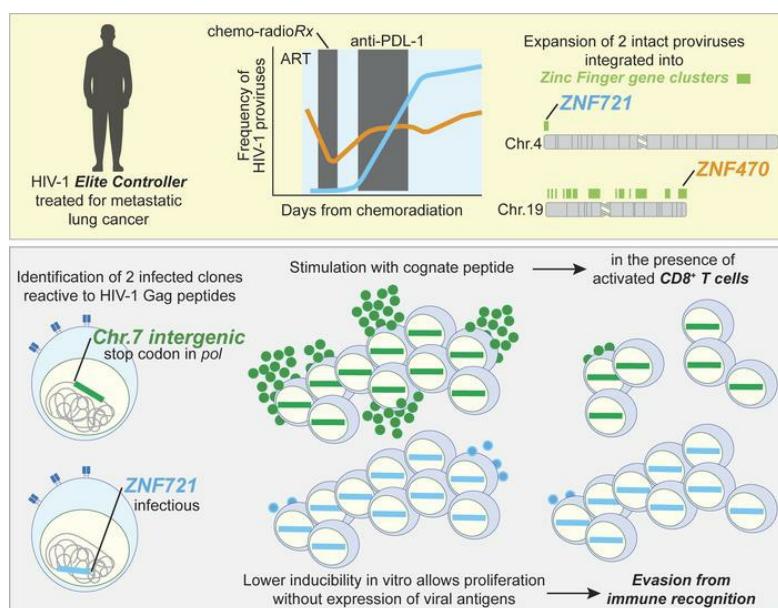 HIV-1 Elite Controller
treated for metastatic
lung cancer
chemo-radioRx
ART
anti-PDL-1
Frequency of
HIV-1 proviruses
Days from chemoradiation
Expansion of 2 intact proviruses
integrated into
Zinc Finger gene clusters
ZNF721
Chr.4
ZNF470
Chr.19
Identification of 2 infected clones
reactive to HIV-1 Gag peptides
Chr.7 intergenic
stop codon in pol
ZNF721
infectious
Stimulation with cognate peptide
in the presence of
activated CD8⁺ T cells
Lower inducibility in vitro allows proliferation
without expression of viral antigens
Evasion from
immune recognition